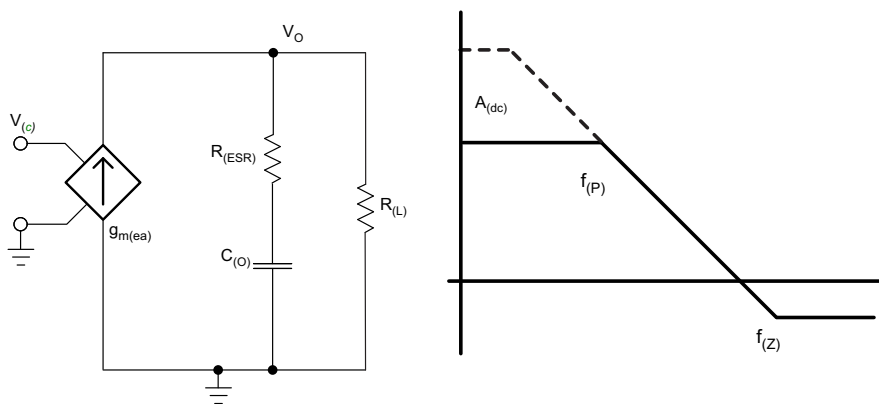 V_O
V_(c)
R_(ESR)
R_(L)
g_m(ea)
C_(O)
A_(dc)
f_(P)
f_(Z)